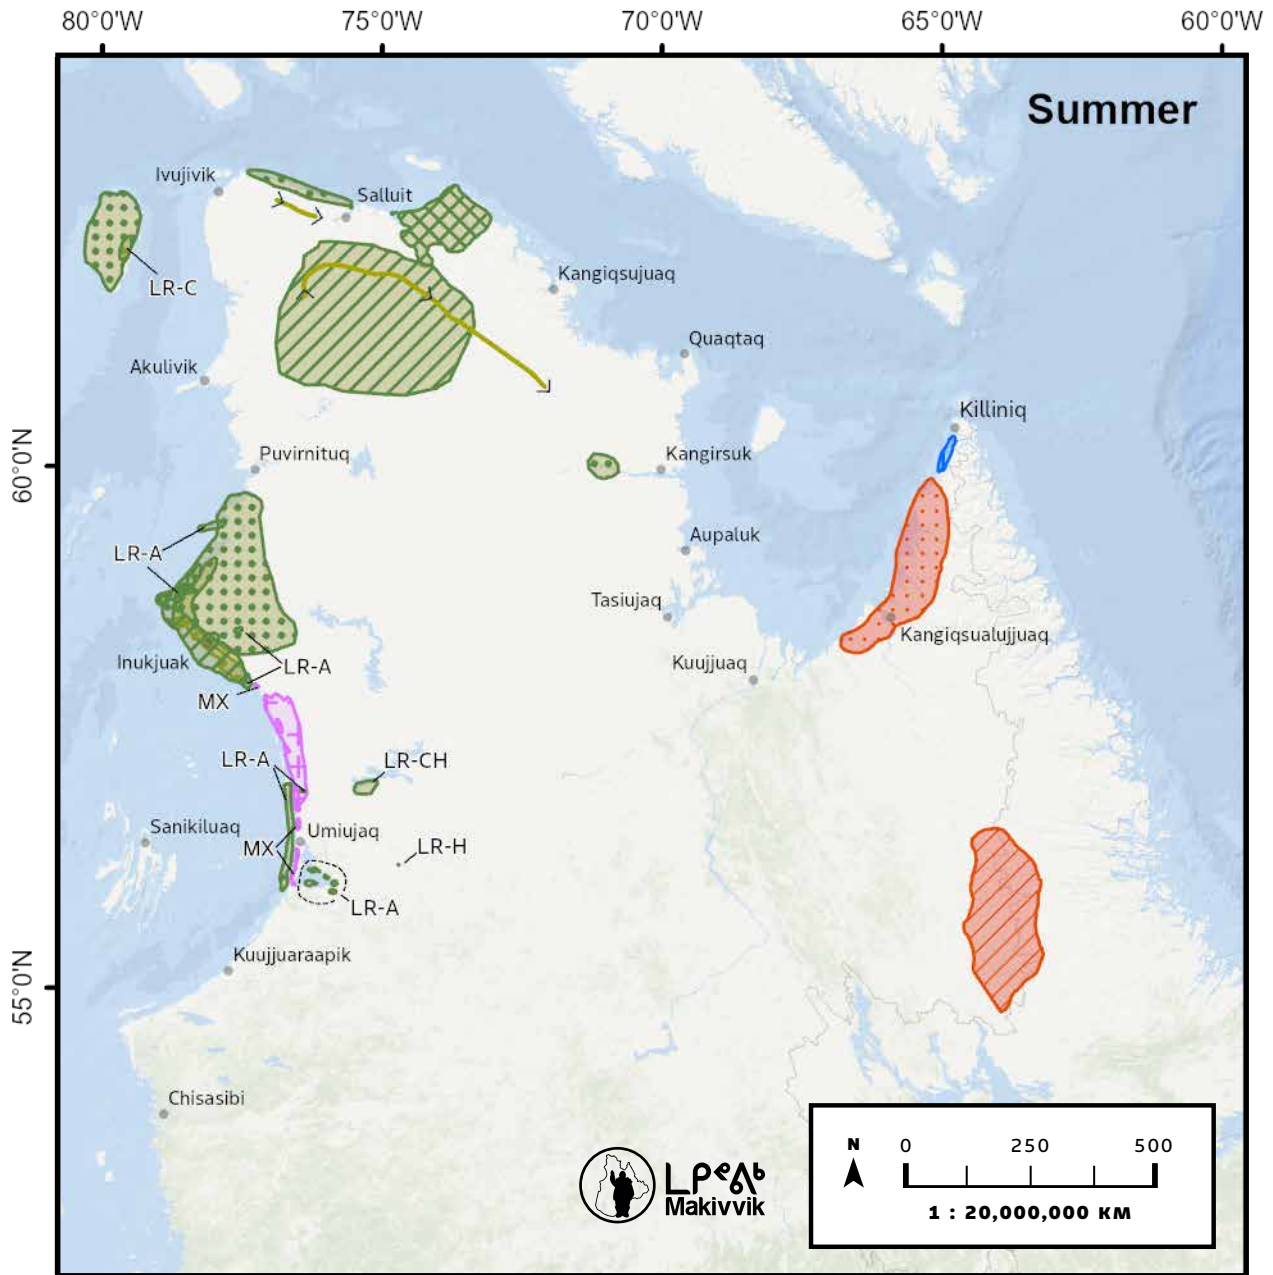 80°0'W
75°0'W
70°0'W
65°0'W
60°0'W
Summer
Ivujivik
Salluit
LR-C
Kangiqsujuaq
Quaqtaq
Akulivik
Killiniq
60°0'N
Puvirnituq
Kangirsuk
LR-A
Aupaluk
Tasiujaq
Kangiqsualujjuaq
Inukjuak
LR-A
Kuujjuaq
MX
LR-A
LR-CH
Sanikiluaq
Umiujaq
MX
LR-H
LR-A
Kuujjuaraapik
55°0'N
Chisasibi
N
0 250 500
1 : 20,000,000 KM
ᒪᑭᕝᕕᒃ
Makivvik